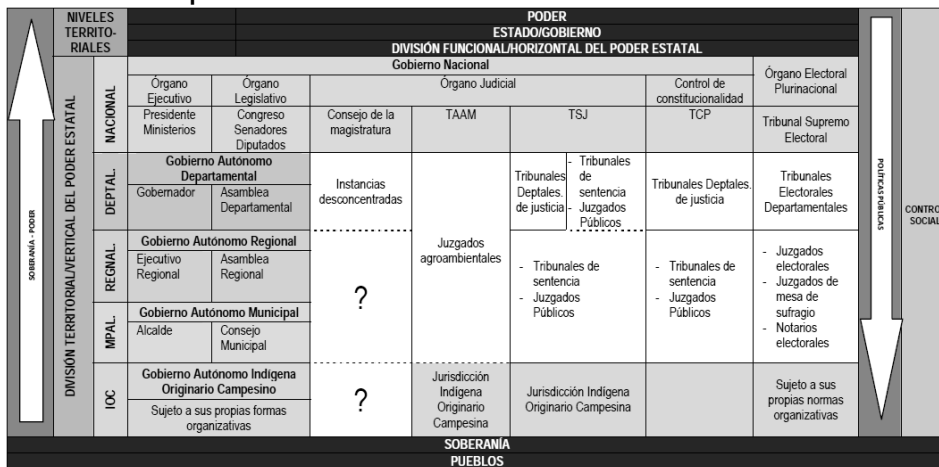 NIVELES
TERRITO-
RIALES
PODER
ESTADO/GOBIERNO
DIVISIÓN FUNCIONAL/HORIZONTAL DEL PODER ESTATAL
SOBERANÍA - PODER
DIVISIÓN TERRITORIAL/VERTICAL DEL PODER ESTATAL
NACIONAL
Gobierno Nacional
Órgano
Ejecutivo
Órgano
Legislativo
Órgano Judicial
Control de
constitucionalidad
Órgano Electoral
Plurinacional
Presidente
Ministerios
Congreso
Senadores
Diputados
Consejo de la
magistratura
TAAM
TSJ
TCP
Tribunal Supremo
Electoral
DEPTAL.
Gobierno Autónomo
Departamental
Gobernador
Asamblea
Departamental
Instancias
desconcentradas
Juzgados
agroambientales
Tribunales
Deptales.
de justicia
- Tribunales
de
sentencia
- Juzgados
Públicos
Tribunales Deptales.
de justicia
Tribunales
Electorales
Departamentales
REGNAL.
Gobierno Autónomo Regional
Ejecutivo
Regional
Asamblea
Regional
?
- Tribunales de
sentencia
- Juzgados
Públicos
- Tribunales de
sentencia
- Juzgados
Públicos
- Juzgados
electorales
- Juzgados de
mesa de
sufragio
- Notarios
electorales
MPAL.
Gobierno Autónomo Municipal
Alcalde
Consejo
Municipal
IOC
Gobierno Autónomo Indígena
Originario Campesino
Sujeto a sus propias formas
organizativas
?
Jurisdicción
Indígena
Originario
Campesina
Jurisdicción Indígena
Originario Campesina
Sujeto a sus
propias normas
organizativas
POLÍTICAS PÚBLICAS
CONTROL
SOCIAL
SOBERANÍA
PUEBLOS